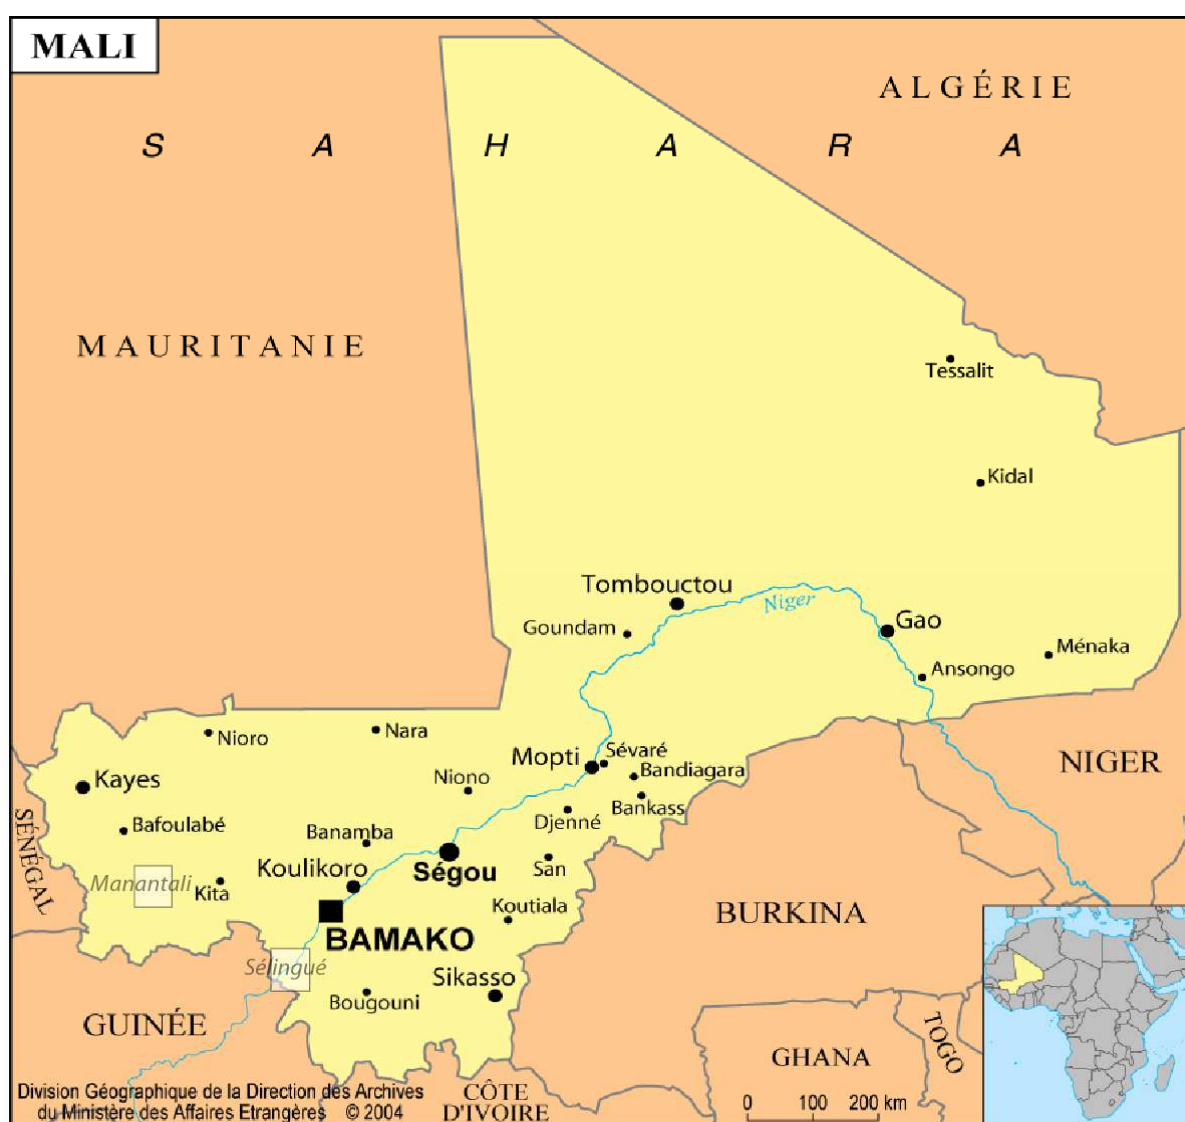 MALI
ALGÉRIE
S A H A R A
MAURITANIE
Tessalit
Kidal
Tombouctou
Niger
Goundam
Gao
Ménaka
Ansongo
Nioro
Nara
Mopti
Sévaré
NIGER
Kayes
Niono
Bandiagara
Bankass
Djenné
Bafoulabé
Banamba
SÉNÉGAL
Koulikoro
Ségou
San
Manantali
Kita
Koutiala
BURKINA
BAMAKO
Sélingué
Sikasso
Bougouni
GUINÉE
TOGO
GHANA
CÔTE
D'IVOIRE
Division Géographique de la Direction des Archives
du Ministère des Affaires Etrangères © 2004
0 100 200 km